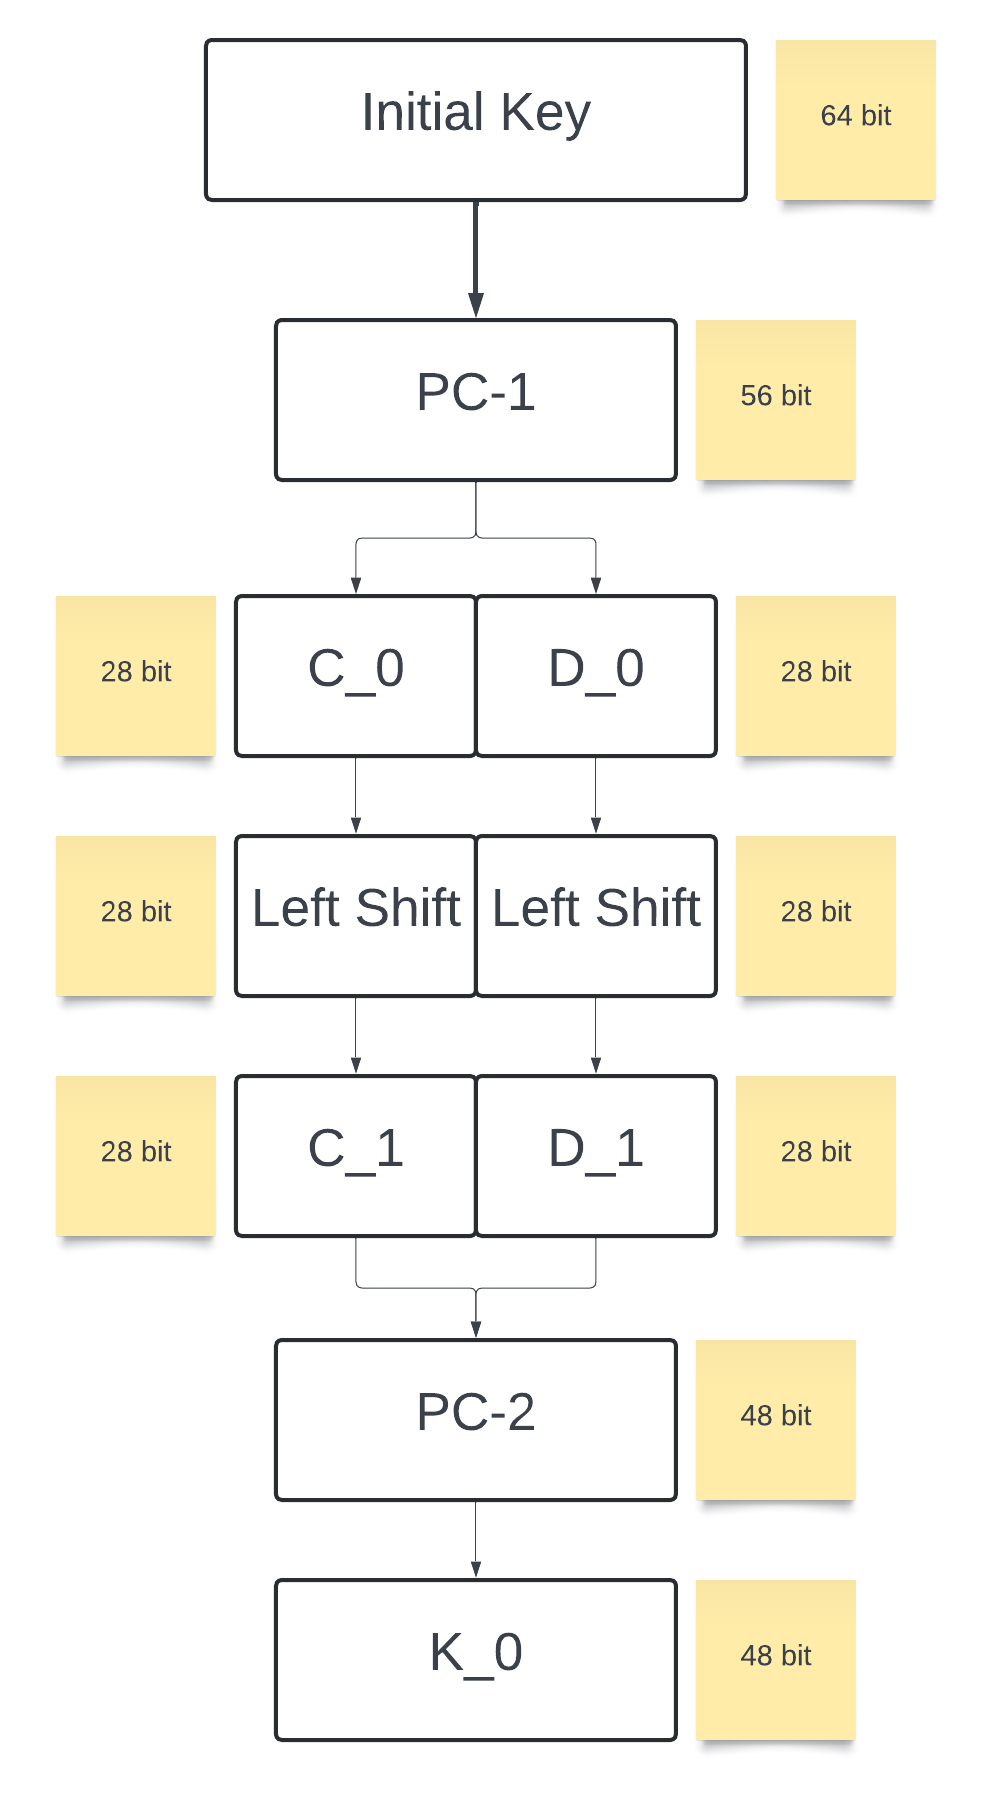 Initial Key
64 bit
PC-1
56 bit
28 bit
C_0
D_0
28 bit
28 bit
Left Shift
Left Shift
28 bit
28 bit
C_1
D_1
28 bit
PC-2
48 bit
K_0
48 bit